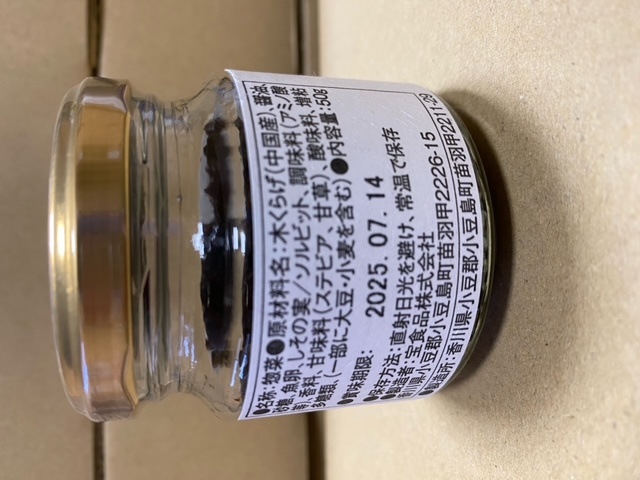 ●名称:惣菜●原材料名:木くらげ(中国産)、醤油、
砂糖、魚卵、しその実/ソルビット、調味料(アミノ酸
等)、香料、甘味料(ステビア、甘草)、酸味料、増粘
多糖類、(一部に大豆・小麦を含む)●内容量:50g
●賞味期限: 2025.07.14
●保存方法:直射日光を避け、常温で保存
●製造者:宝食品株式会社
香川県小豆郡小豆島町苗羽甲2226-15
●製造所:香川県小豆郡小豆島町苗羽甲2211-29